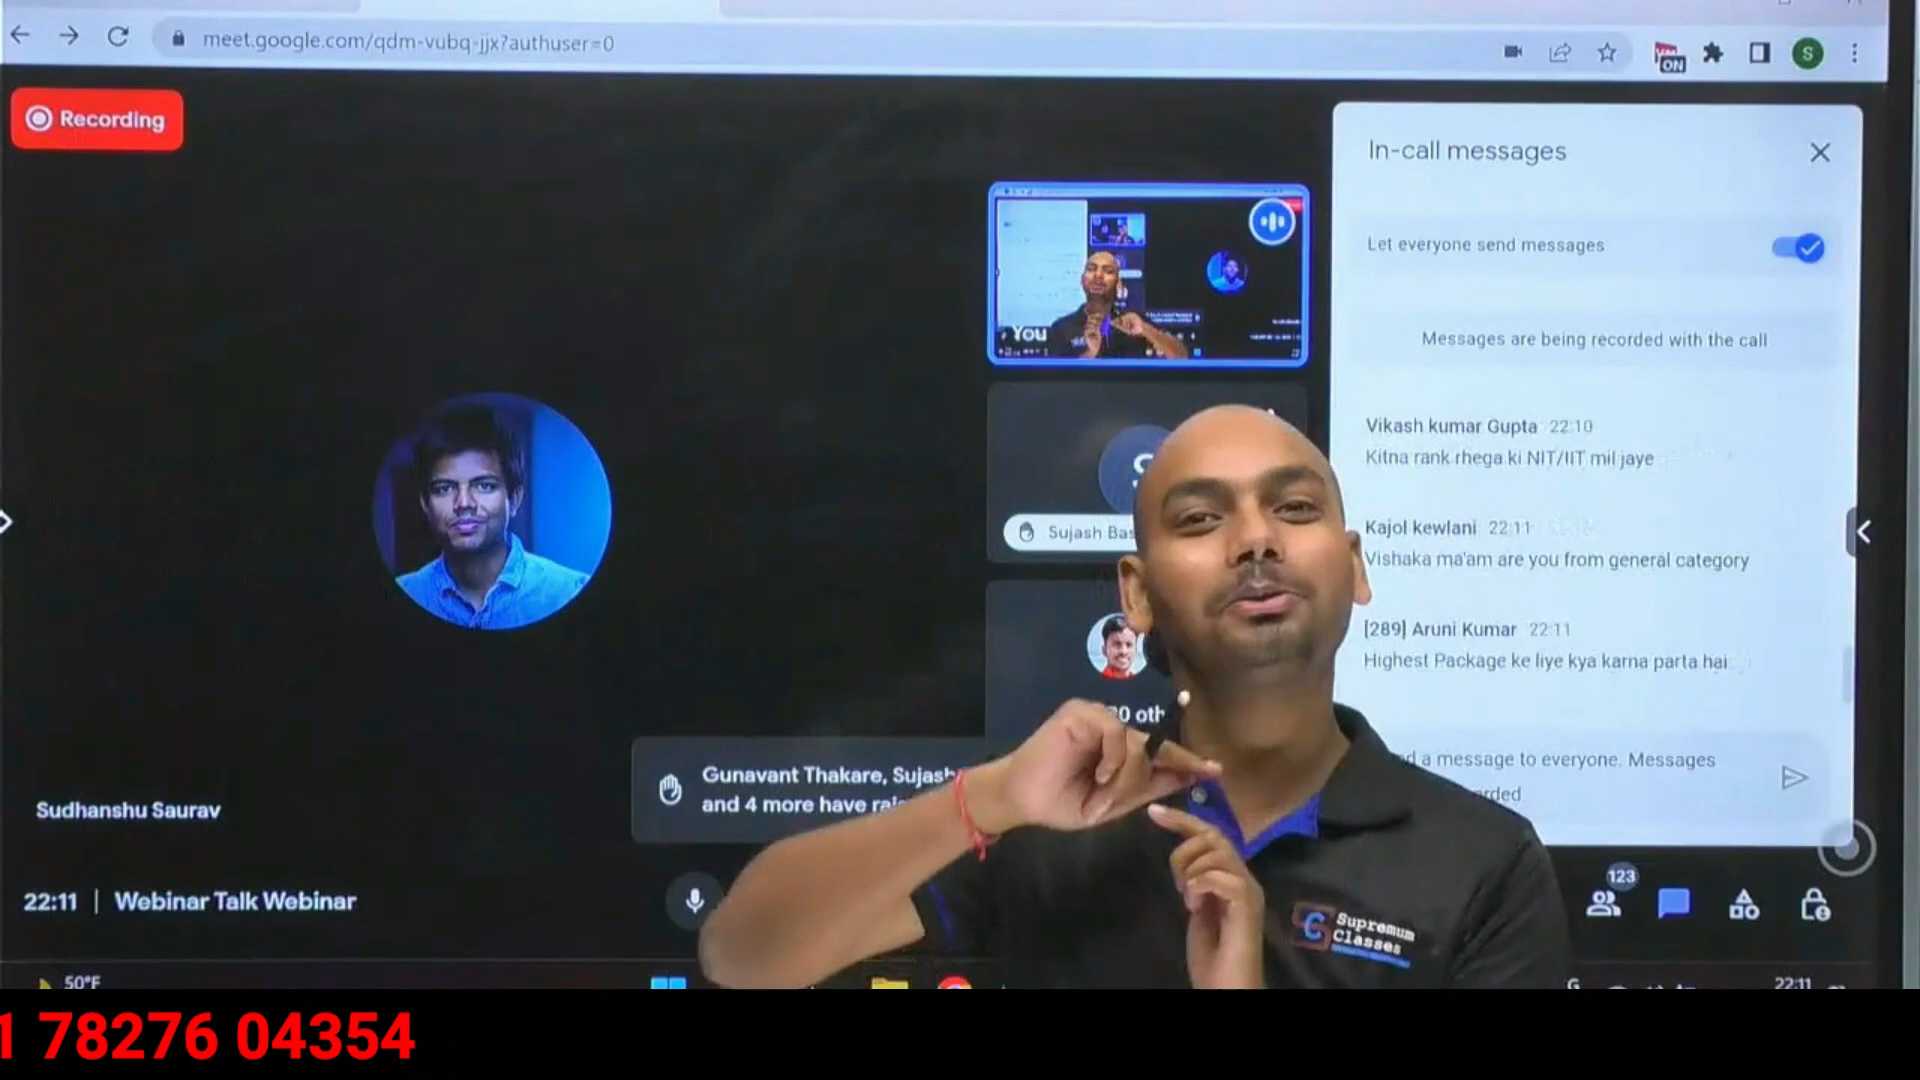 meet.google.com/qdm-vubq-jjx?authuser=0
ON
S
Recording
In-call messages
Let everyone send messages
You
Messages are being recorded with the call
Vikash kumar Gupta 22:10
Kitna rank rhega ki NIT/IIT mil jaye
Kajol kewlani 22:11
Vishaka ma'am are you from general category
Sujash Bas
[289] Aruni Kumar 22:11
Highest Package ke liye kya karna parta hai
0 oth
a message to everyone. Messages
Gunavant Thakare, Sujash
and 4 more have
Sudhanshu Saurav
22:11 | Webinar Talk Webinar
123
Supremum
Classes
50°F
22:11
78276 04354